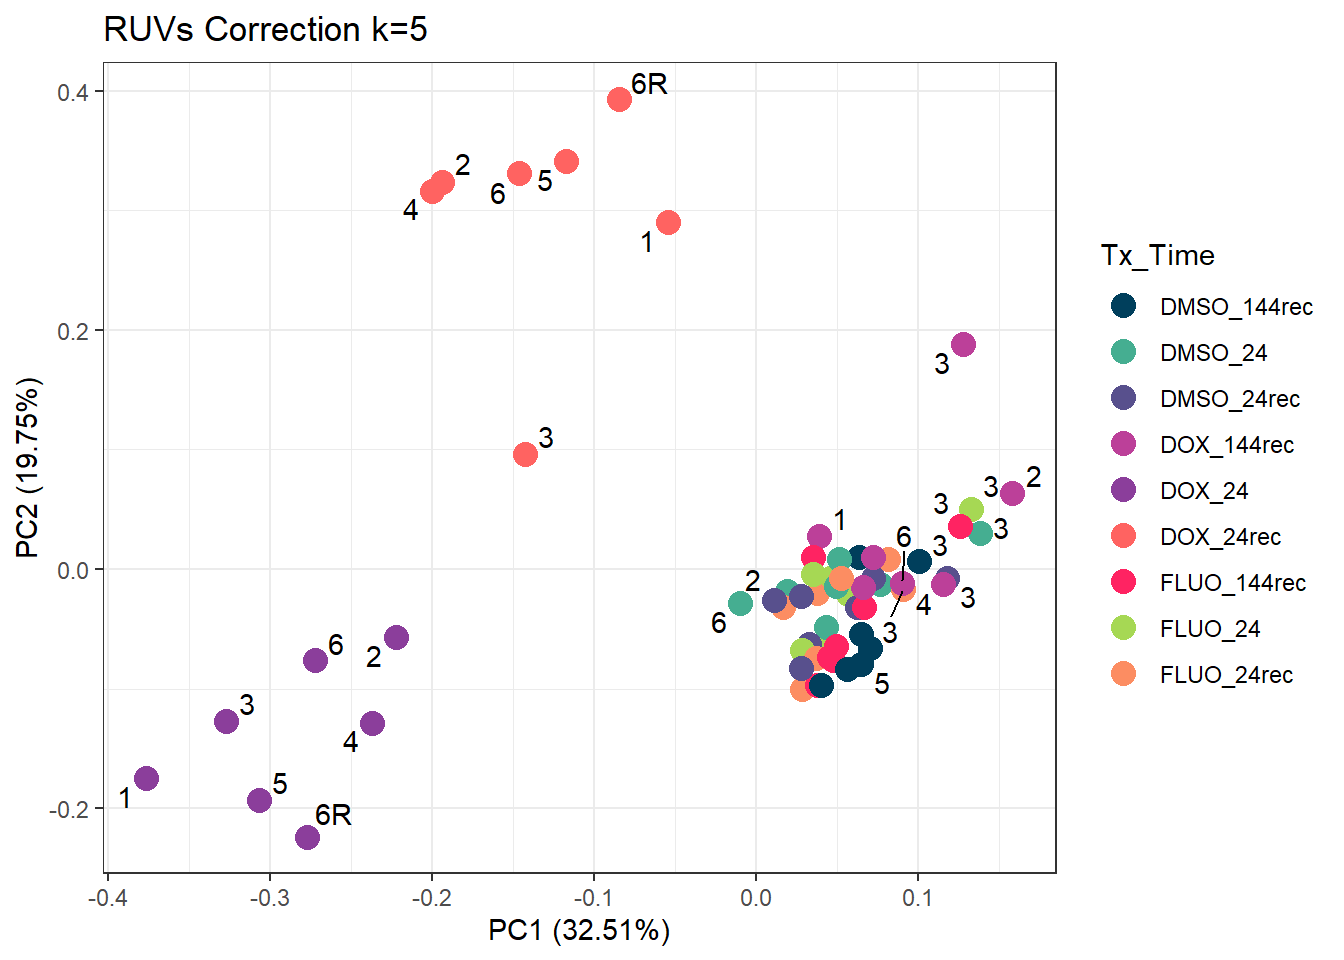 RUVs Correction k=5
PC2 (19.75%)
0.4
0.2
0.0
-0.2
6R
2
6
5
4
1
3
3
3
3
2
1
6
3
3
2
6
4
3
3
5
6
2
3
4
5
1
6R
-0.4
-0.3
-0.2
-0.1
0.0
0.1
PC1 (32.51%)
Tx_Time
DMSO_144rec
DMSO_24
DMSO_24rec
DOX_144rec
DOX_24
DOX_24rec
FLUO_144rec
FLUO_24
FLUO_24rec